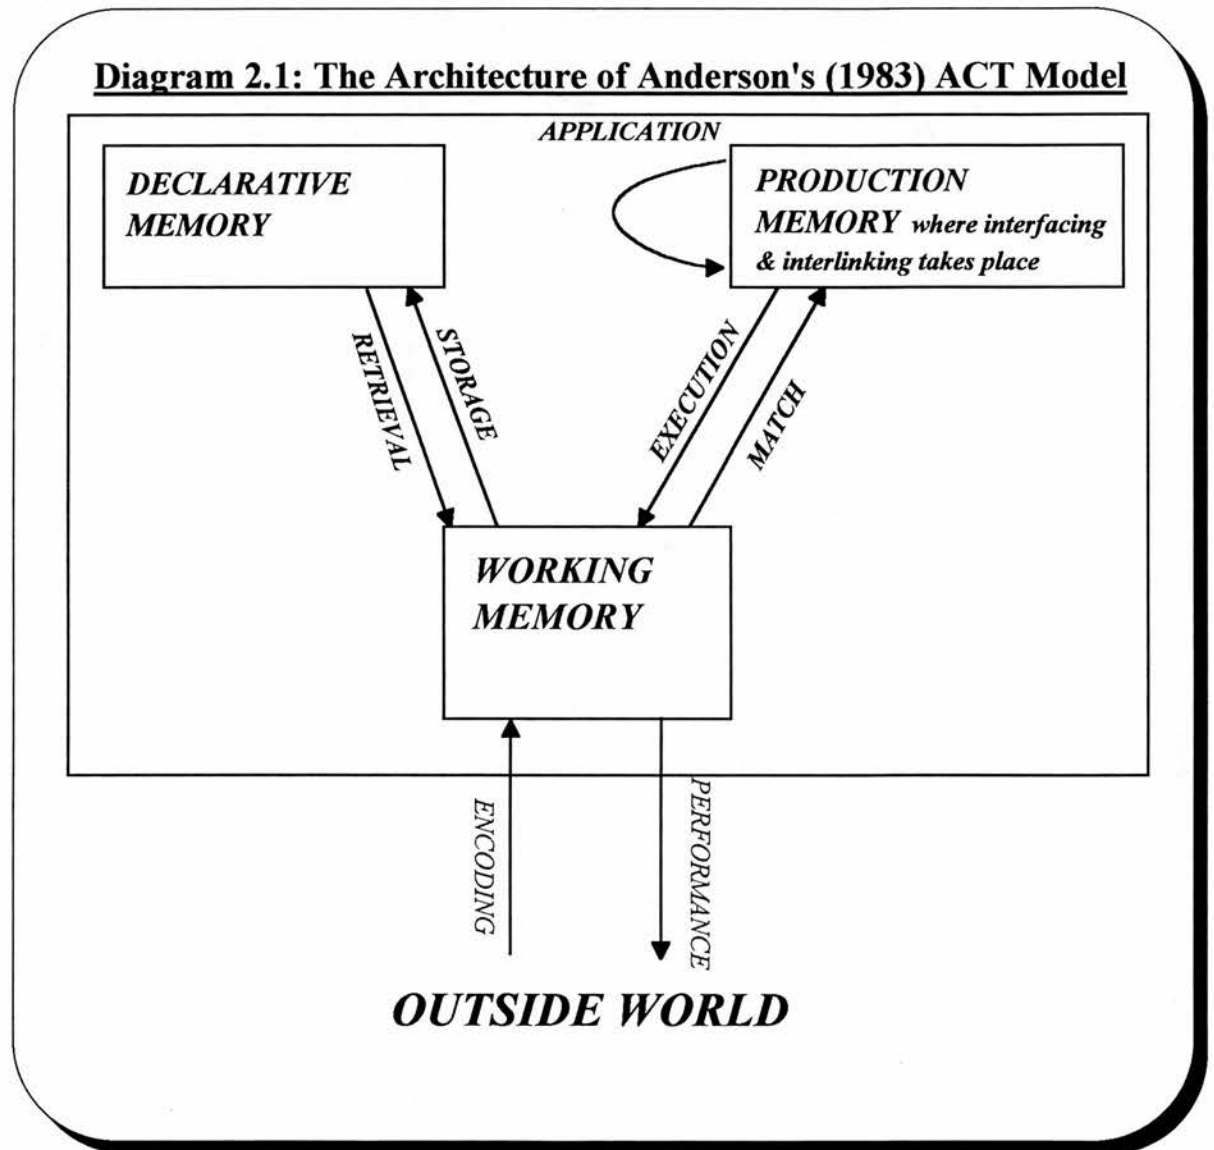 Diagram 2.1: The Architecture of Anderson's (1983) ACT Model
APPLICATION
DECLARATIVE
MEMORY
PRODUCTION
MEMORY where interfacing
& interlinking takes place
RETRIEVAL
STORAGE
EXECUTION
MATCH
WORKING
MEMORY
ENCODING
PERFORMANCE
OUTSIDE WORLD